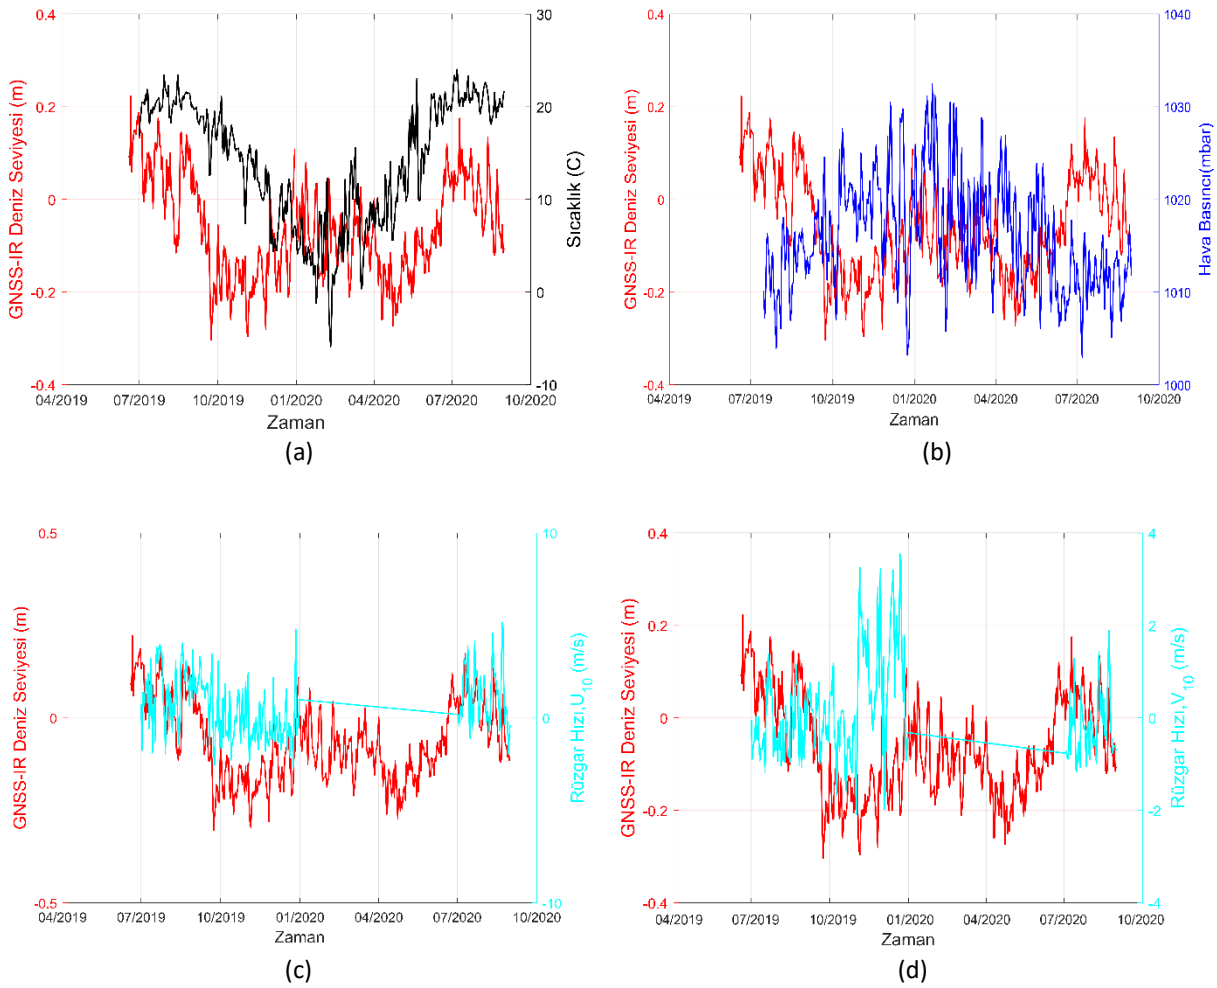 0.4
0.2
0
-0.2
-0.4
GNSS-IR Deniz Seviyesi (m)
30
20
10
0
-10
Sıcaklık (C)
04/2019 07/2019 10/2019 01/2020 04/2020 07/2020 10/2020
Zaman
(a)
0.4
0.2
0
-0.2
-0.4
GNSS-IR Deniz Seviyesi (m)
1040
1030
1020
1010
1000
Hava Basıncı(mbar)
04/2019 07/2019 10/2019 01/2020 04/2020 07/2020 10/2020
Zaman
(b)
0.5
0
-0.5
GNSS-IR Deniz Seviyesi (m)
10
5
0
-5
-10
Rüzgar Hızı,U10 (m/s)
04/2019 07/2019 10/2019 01/2020 04/2020 07/2020 10/2020
Zaman
(c)
0.4
0.2
0
-0.2
-0.4
GNSS-IR Deniz Seviyesi (m)
4
2
0
-2
-4
Rüzgar Hızı,V10 (m/s)
04/2019 07/2019 10/2019 01/2020 04/2020 07/2020 10/2020
Zaman
(d)